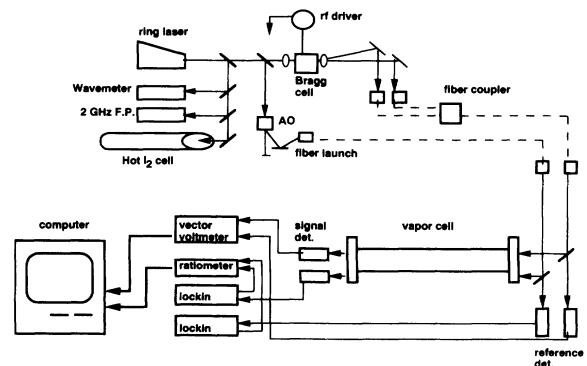 rf driver
ring laser
Bragg
cell
Wavemeter
2 GHz F.P.
Hot I₂ cell
AO
fiber launch
fiber coupler
computer
vector
voltmeter
ratiometer
lockin
lockin
signal
det.
vapor cell
reference
det.